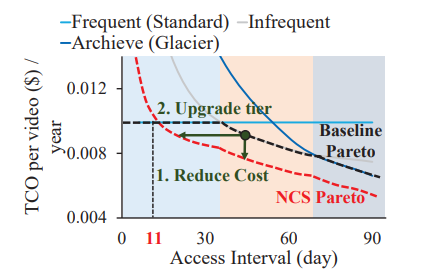 Frequent (Standard) Infrequent
Archieve (Glacier)
TCO per video ($) /
year
0.012
0.008
0.004
2. Upgrade tier
Baseline
Pareto
1. Reduce Cost
NCS Pareto
0 11 30 60 90
Access Interval (day)